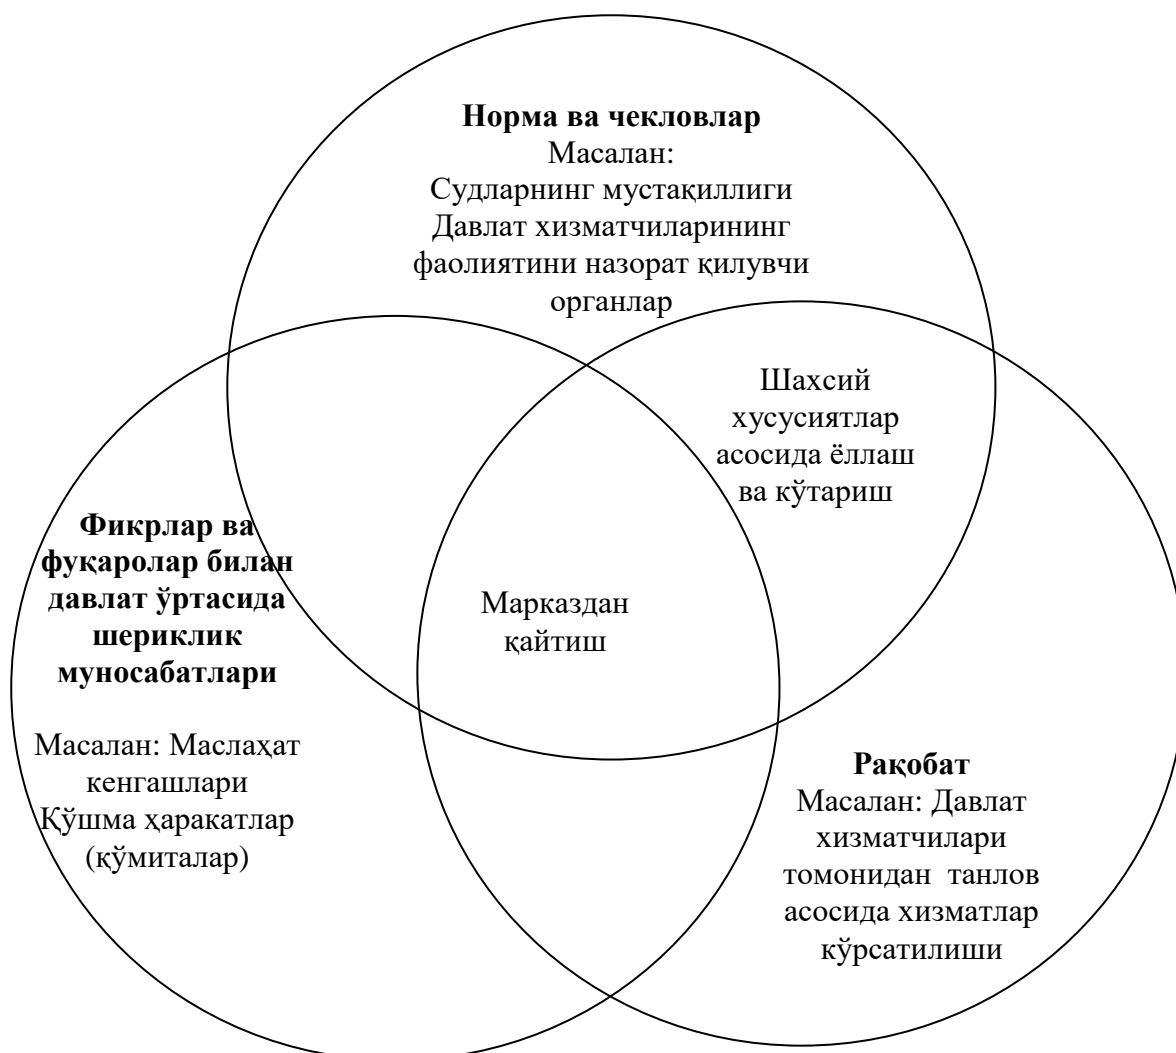 Норма ва чекловлар
Масалан:
Судларнинг мустақиллиги
Давлат хизматчиларининг
фаолиятини назорат қилувчи
органлар
Шахсий
хусусиятлар
асосида ёллаш
ва кўтариш
Фикрлар ва
фуқаролар билан
давлат ўртасида
шериклик
муносабатлари
Масалан: Маслаҳат
кенгашлари
Қўшма ҳаракатлар
(қўмиталар)
Марказдан
қайтиш
Рақобат
Масалан: Давлат
хизматчилари
томонидан танлов
асосида хизматлар
кўрсатилиши